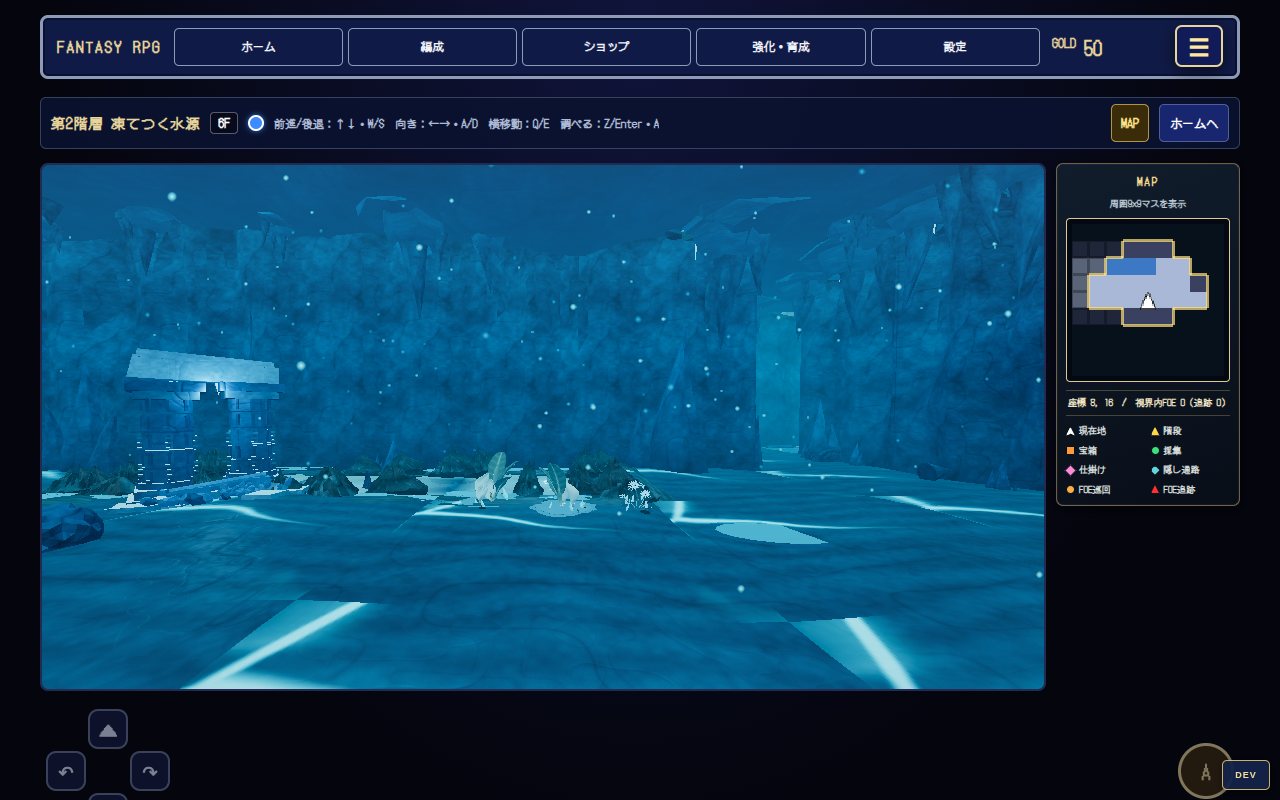 FANTASY RPG
ホーム
編成
ショップ
強化・育成
設定
GOLD 50
第2階層 凍てつく水源
6F
前進/後退：↑↓・W/S 向き：←→・A/D 横移動：Q/E 調べる：Z/Enter・A
MAP
ホームへ
MAP
周囲9x9マスを表示
座標 8, 16 / 視界内FOE 0 (追跡 0)
現在地
階段
宝箱
採集
仕掛け
隠し通路
FOE巡回
FOE追跡
A
DEV